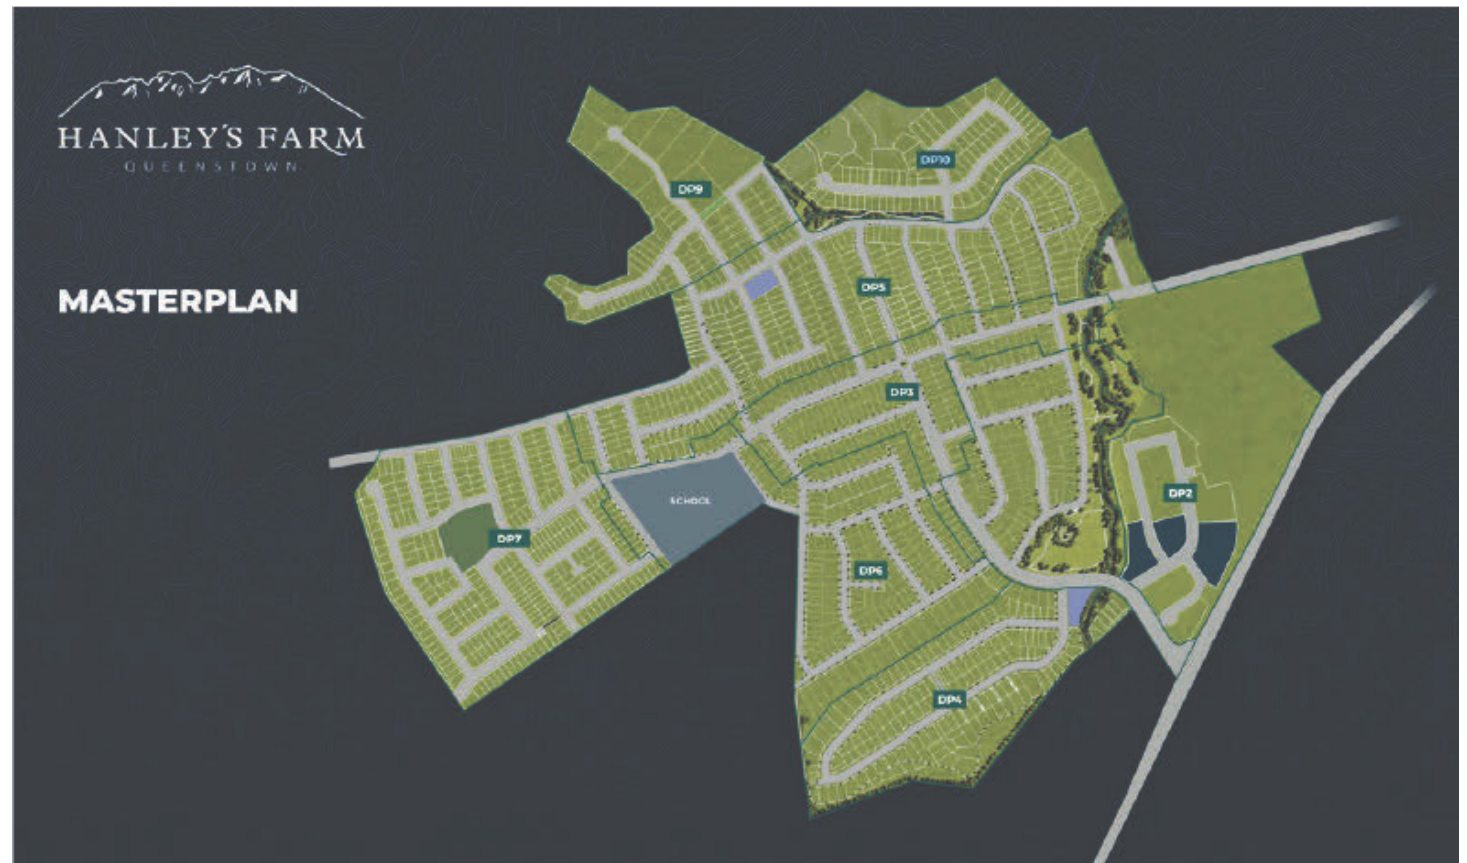 HANLEY'S FARM
QUEENSTOWN
MASTERPLAN
DP10
DP9
DP5
DP3
SCHOOL
DP2
DP7
DP6
DP4